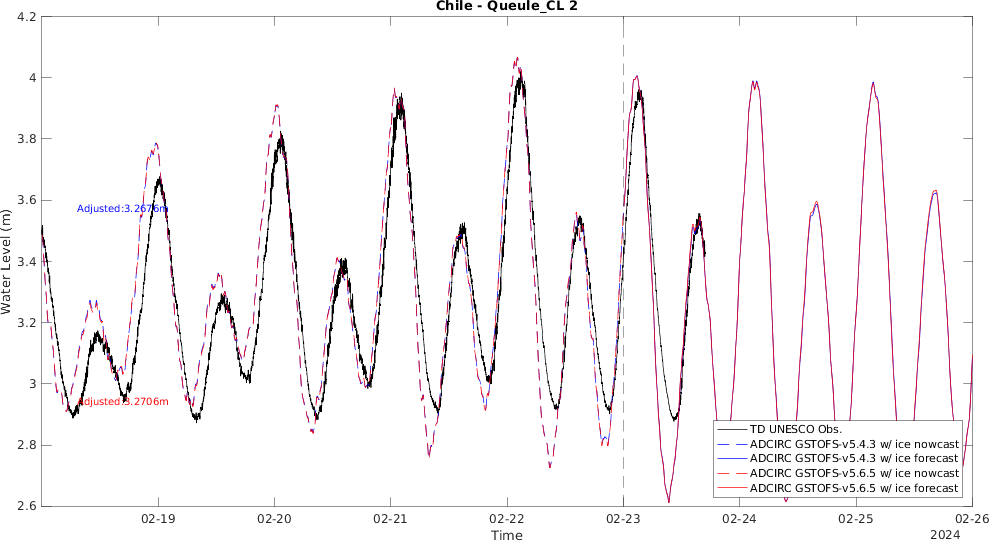 Chile - Queule_CL 2
4.2
4
3.8
3.6
3.4
3.2
3
2.8
2.6
Water Level (m)
Adjusted:3.2676m
Adjusted:3.2706m
TD UNESCO Obs.
ADCIRC GSTOFS-v5.4.3 w/ ice nowcast
ADCIRC GSTOFS-v5.4.3 w/ ice forecast
ADCIRC GSTOFS-v5.6.5 w/ ice nowcast
ADCIRC GSTOFS-v5.6.5 w/ ice forecast
02-19 02-20 02-21 02-22 02-23 02-24 02-25 02-26
Time
2024